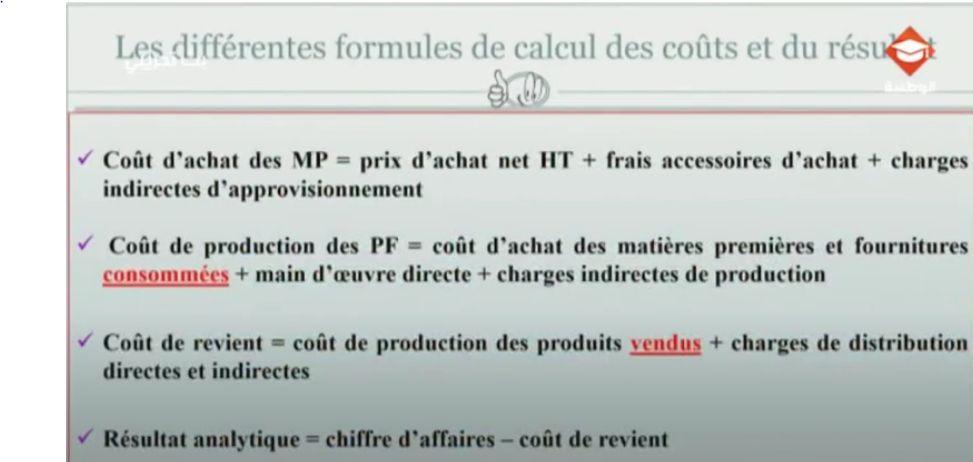 Les différentes formules de calcul des coûts et du résultat
الوطنية
✓ Coût d'achat des MP = prix d'achat net HT + frais accessoires d'achat + charges
indirectes d'approvisionnement
✓ Coût de production des PF = coût d'achat des matières premières et fournitures
consommées + main d'œuvre directe + charges indirectes de production
✓ Coût de revient = coût de production des produits vendus + charges de distribution
directes et indirectes
✓ Résultat analytique = chiffre d'affaires – coût de revient